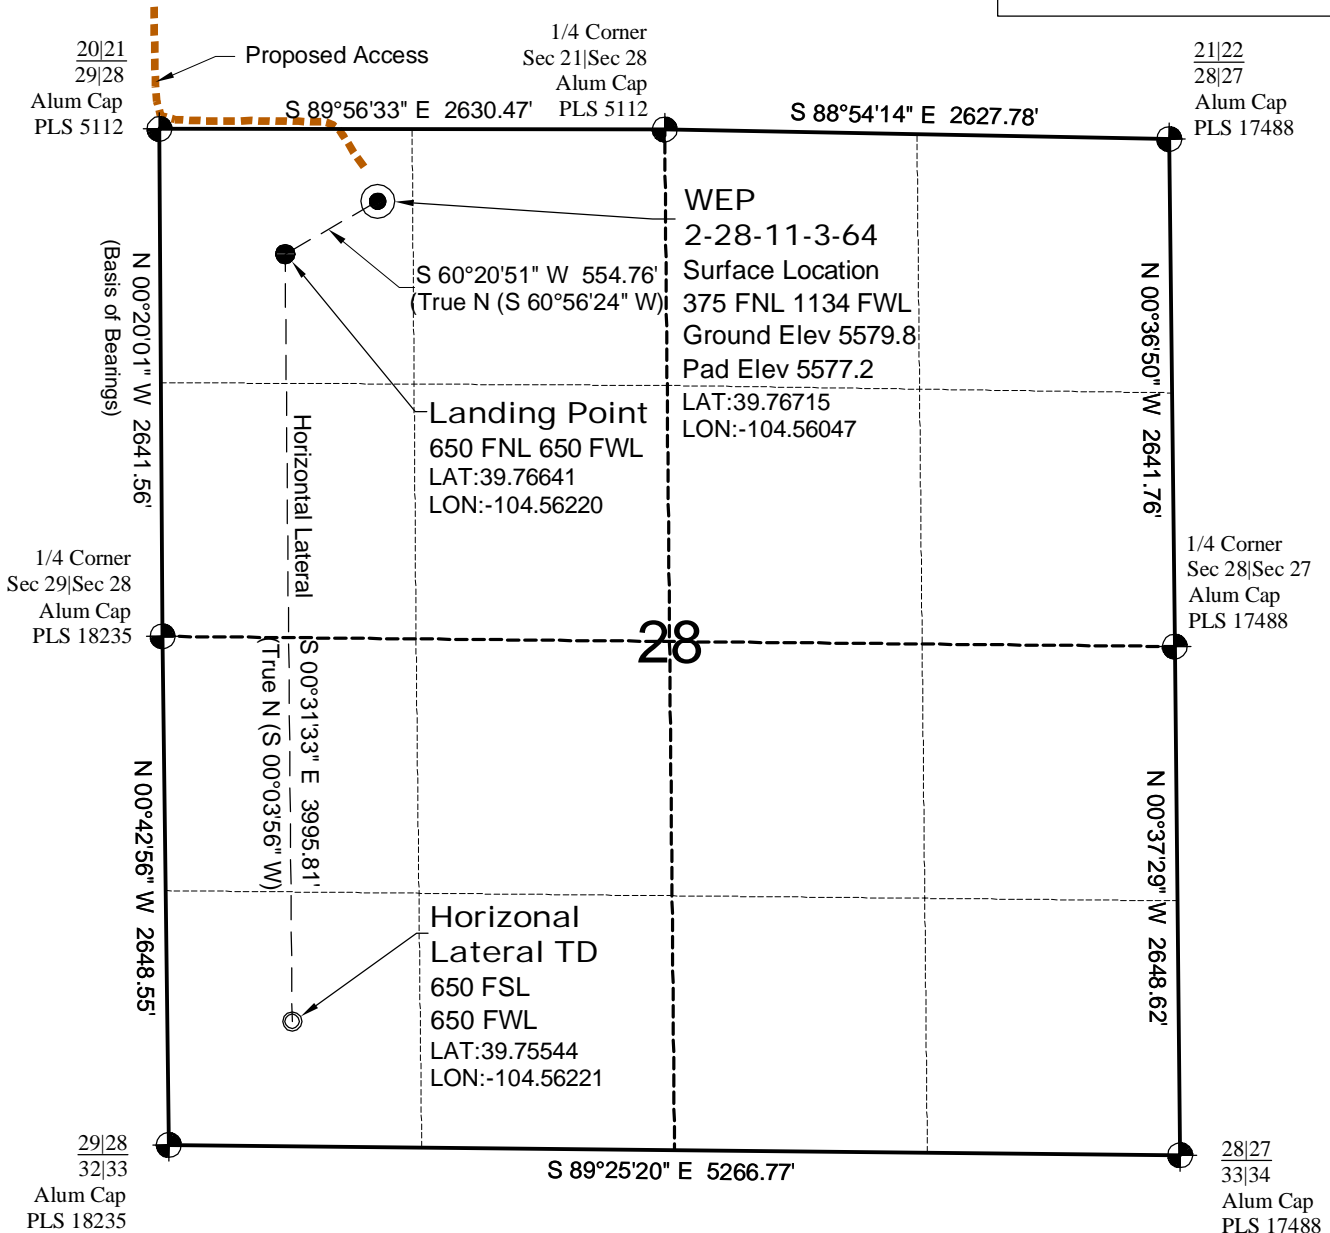 20|21
29|28
Alum Cap
PLS 5112
Proposed Access
1/4 Corner
Sec 21|Sec 28
Alum Cap
PLS 5112
21|22
28|27
Alum Cap
PLS 17488
S 89°56'33" E 2630.47'
S 88°54'14" E 2627.78'
WEP
2-28-11-3-64
Surface Location
375 FNL 1134 FWL
Ground Elev 5579.8
Pad Elev 5577.2
LAT:39.76715
LON:-104.56047
S 60°20'51" W 554.76'
(True N (S 60°56'24" W)
N 00°20'01" W 2641.56'
(Basis of Bearings)
N 00°36'50" W 2641.76'
Landing Point
650 FNL 650 FWL
LAT:39.76641
LON:-104.56220
Horizontal Lateral
1/4 Corner
Sec 29|Sec 28
Alum Cap
PLS 18235
1/4 Corner
Sec 28|Sec 27
Alum Cap
PLS 17488
28
S 00°31'33" E 3995.81'
(True N (S 00°03'56" W)
N 00°42'56" W 2648.55'
N 00°37'29" W 2648.62'
Horizonal
Lateral TD
650 FSL
650 FWL
LAT:39.75544
LON:-104.56221
29|28
32|33
Alum Cap
PLS 18235
S 89°25'20" E 5266.77'
28|27
33|34
Alum Cap
PLS 17488